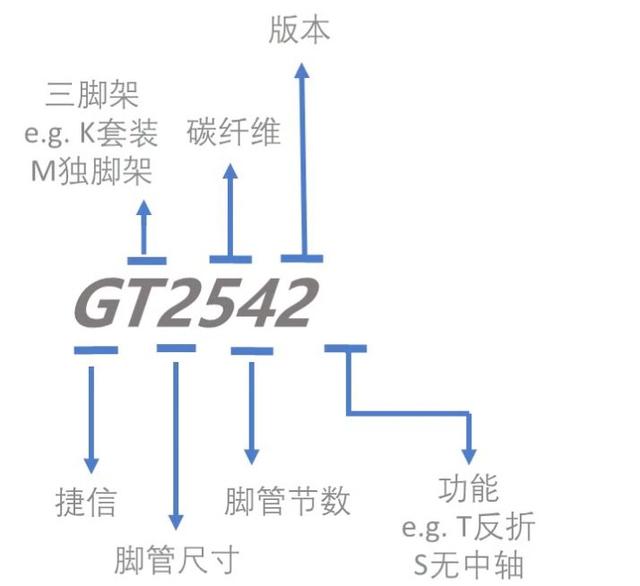 版本
三脚架
e.g. K套装
M独脚架
碳纤维
GT2542
捷信
脚管尺寸
脚管节数
功能
e.g. T反折
S无中轴